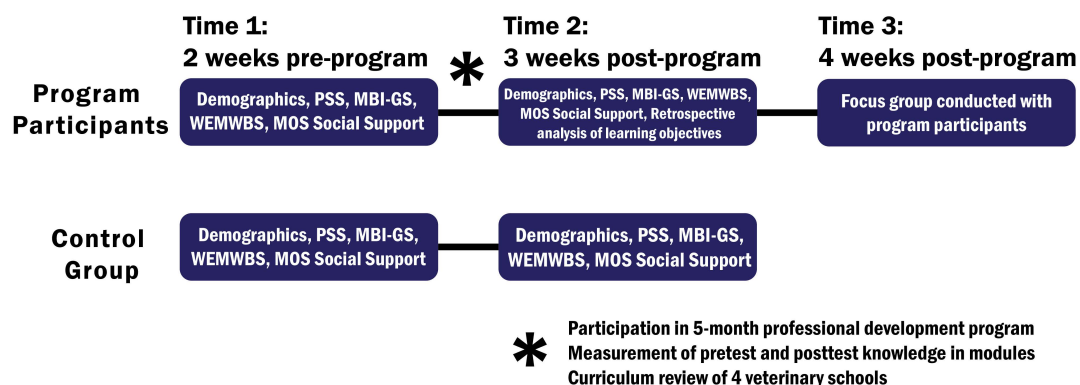 Time 1:
2 weeks pre-program
*
Time 2:
3 weeks post-program
Time 3:
4 weeks post-program
Program
Participants
Demographics, PSS, MBI-GS,
WEMWBS, MOS Social Support
Demographics, PSS, MBI-GS, WEMWBS,
MOS Social Support, Retrospective
analysis of learning objectives
Focus group conducted with
program participants
Control
Group
Demographics, PSS, MBI-GS,
WEMWBS, MOS Social Support
Demographics, PSS, MBI-GS,
WEMWBS, MOS Social Support
*
Participation in 5-month professional development program
Measurement of pretest and posttest knowledge in modules
Curriculum review of 4 veterinary schools